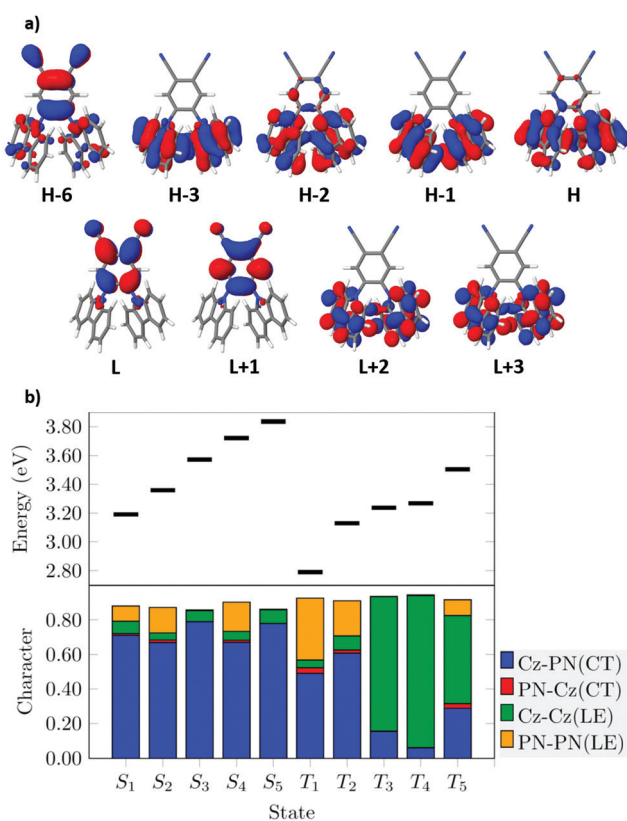 a)
H-6 H-3 H-2 H-1 H
L L+1 L+2 L+3
b)
3.80
3.60
3.40
3.20
3.00
2.80
Energy (eV)
0.80
0.60
0.40
0.20
0.00
Character
S1 S2 S3 S4 S5 T1 T2 T3 T4 T5
State
Cz-PN(CT)
PN-Cz(CT)
Cz-Cz(LE)
PN-PN(LE)